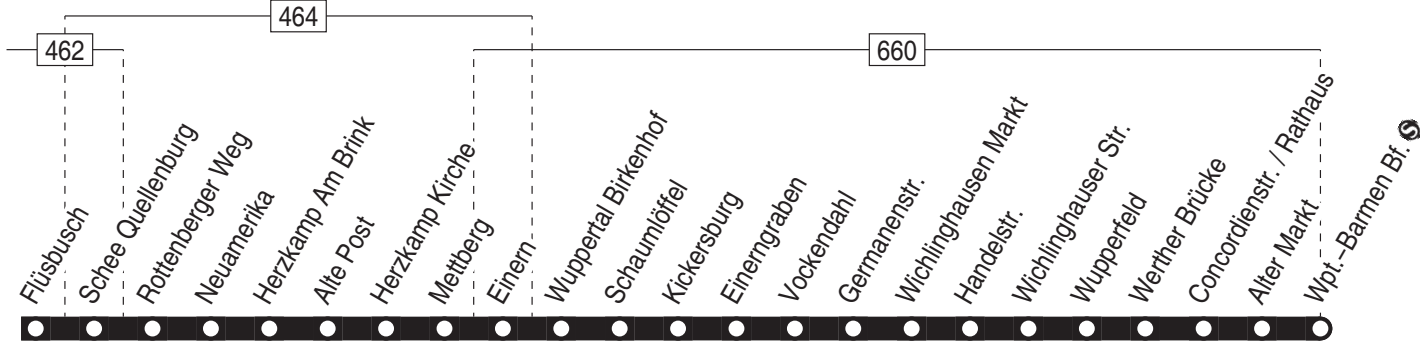 464
462
660
Flüsbusch
Schee Quellenburg
Rottenberger Weg
Neuamerika
Herzkamp Am Brink
Alte Post
Herzkamp Kirche
Mettberg
Einern
Wuppertal Birkenhof
Schaumlöffel
Kickersburg
Einerngraben
Vockendahl
Germanenstr.
Wichlinghausen Markt
Handelstr.
Wichlinghauser Str.
Wupperfeld
Werther Brücke
Concordienstr. / Rathaus
Alter Markt
Wpt.-Barmen Bf. S